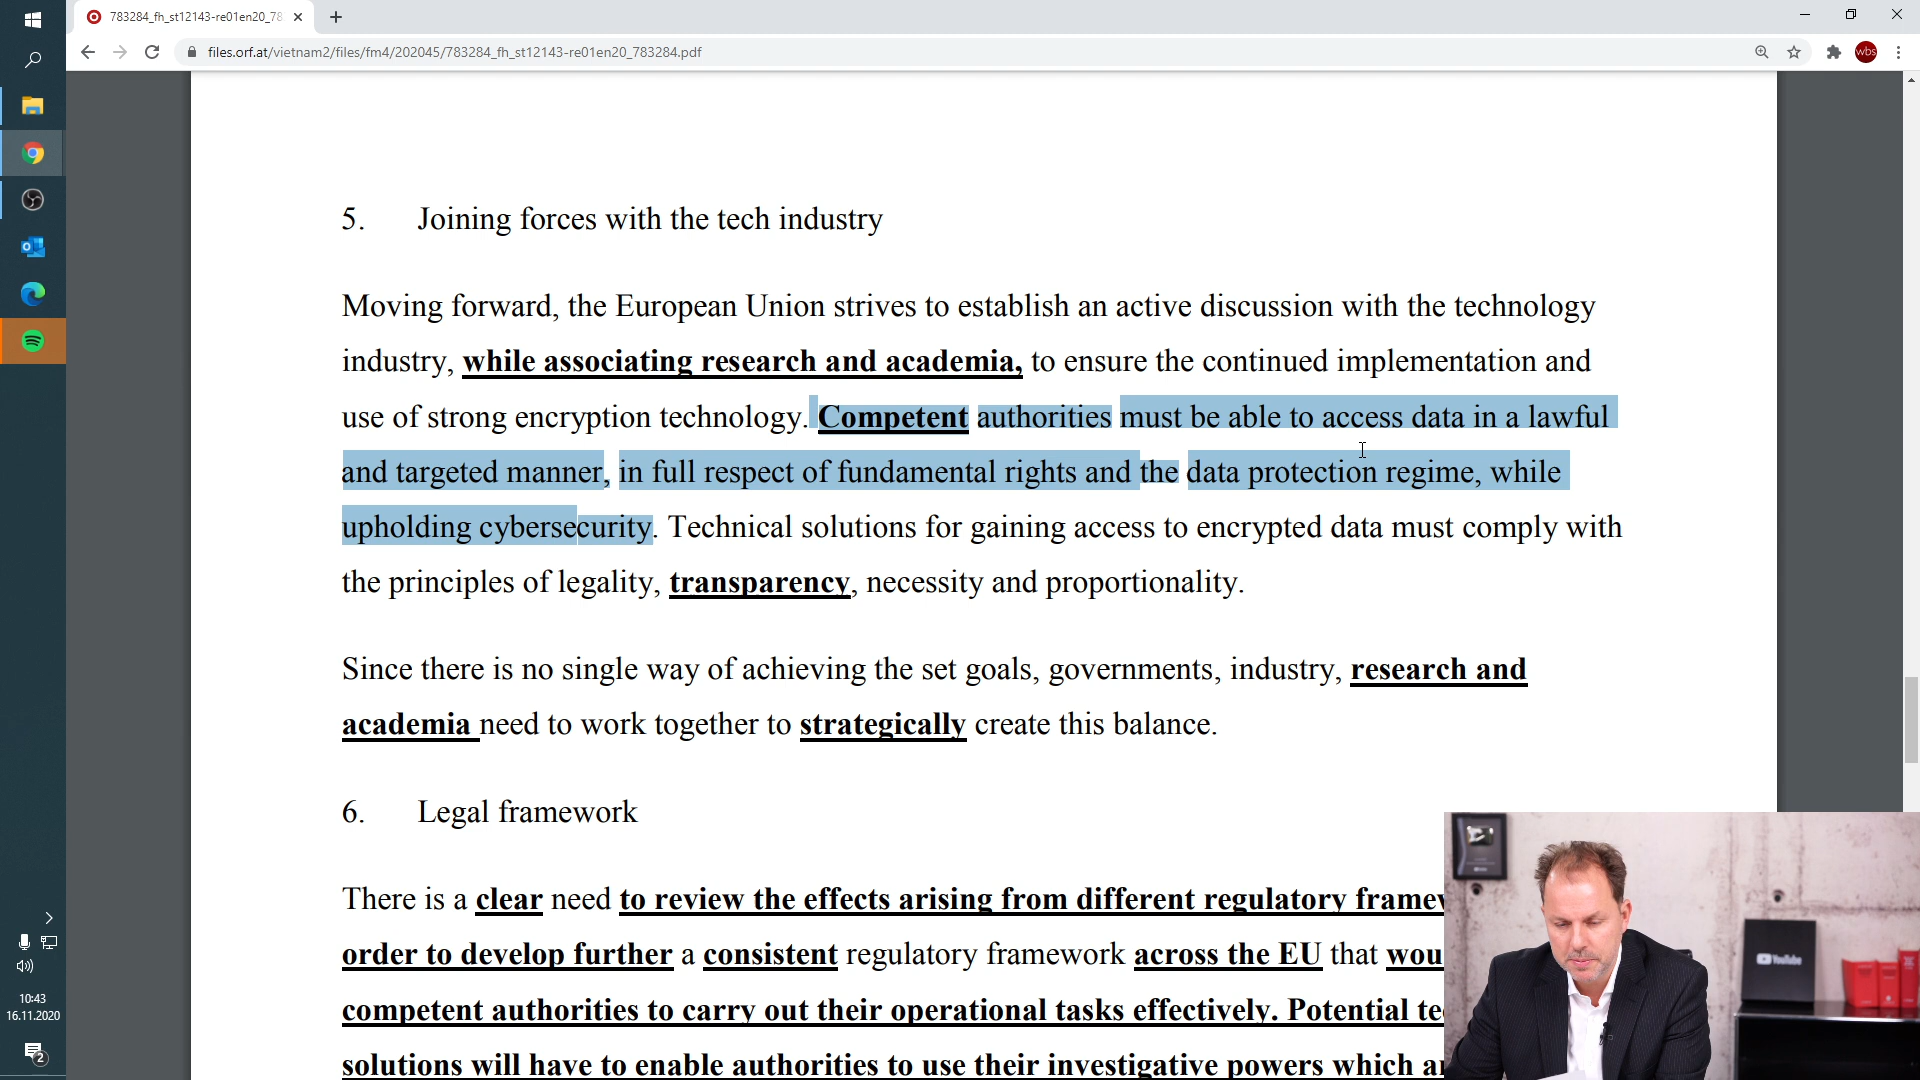 783284_fh_st12143-re01en20_78
files.orf.at/vietnam2/files/fm4/202045/783284_fh_st12143-re01en20_783284.pdf
wbs
5. Joining forces with the tech industry
Moving forward, the European Union strives to establish an active discussion with the technology
industry, while associating research and academia, to ensure the continued implementation and
use of strong encryption technology. Competent authorities must be able to access data in a lawful
and targeted manner, in full respect of fundamental rights and the data protection regime, while
upholding cybersecurity. Technical solutions for gaining access to encrypted data must comply with
the principles of legality, transparency, necessity and proportionality.
Since there is no single way of achieving the set goals, governments, industry, research and
academia need to work together to strategically create this balance.
6. Legal framework
There is a clear need to review the effects arising from different regulatory framew
order to develop further a consistent regulatory framework across the EU that wou
competent authorities to carry out their operational tasks effectively. Potential te
solutions will have to enable authorities to use their investigative powers which a
YouTube
10:43
16.11.2020
2